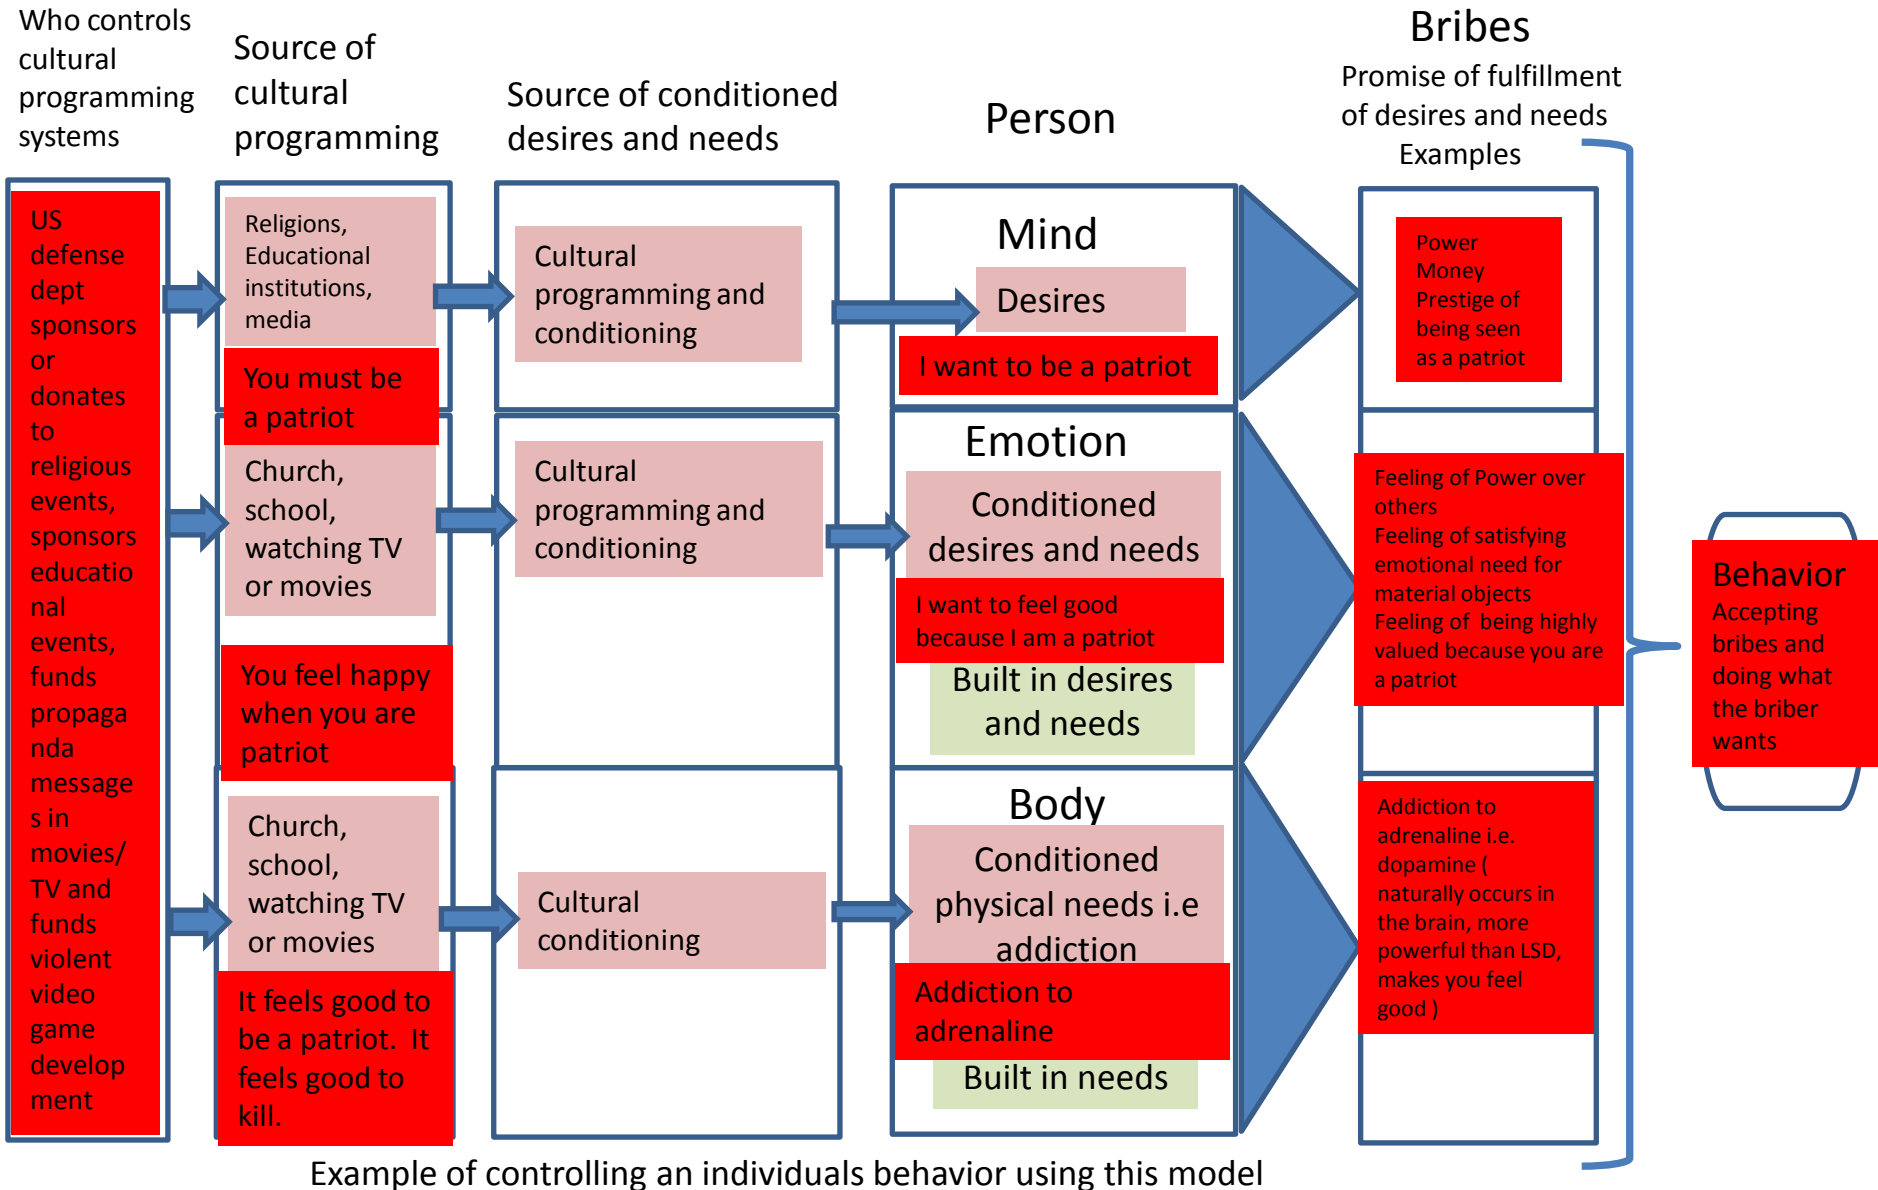 Who controls
cultural
programming
systems
Source of
cultural
programming
Source of conditioned
desires and needs
Person
Bribes
Promise of fulfillment
of desires and needs
Examples
US
defense
dept
sponsors
or
donates
to
religious
events,
sponsors
educatio
nal
events,
funds
propaga
nda
message
s in
movies/
TV and
funds
violent
video
game
develop
ment
Religions,
Educational
institutions,
media
You must be
a patriot
Cultural
programming and
conditioning
Mind
Desires
I want to be a patriot
Power
Money
Prestige of
being seen
as a patriot
Church,
school,
watching TV
or movies
You feel happy
when you are
patriot
Cultural
programming and
conditioning
Emotion
Conditioned
desires and needs
I want to feel good
because I am a patriot
Built in desires
and needs
Feeling of Power over
others
Feeling of satisfying
emotional need for
material objects
Feeling of  being highly
valued because you are
a patriot
Church,
school,
watching TV
or movies
It feels good to
be a patriot.  It
feels good to
kill.
Cultural
conditioning
Body
Conditioned
physical needs i.e
addiction
Addiction to
adrenaline
Built in needs
Addiction to
adrenaline i.e.
dopamine (
naturally occurs in
the brain, more
powerful than LSD,
makes you feel
good )
Behavior
Accepting
bribes and
doing what
the briber
wants
Example of controlling an individuals behavior using this model